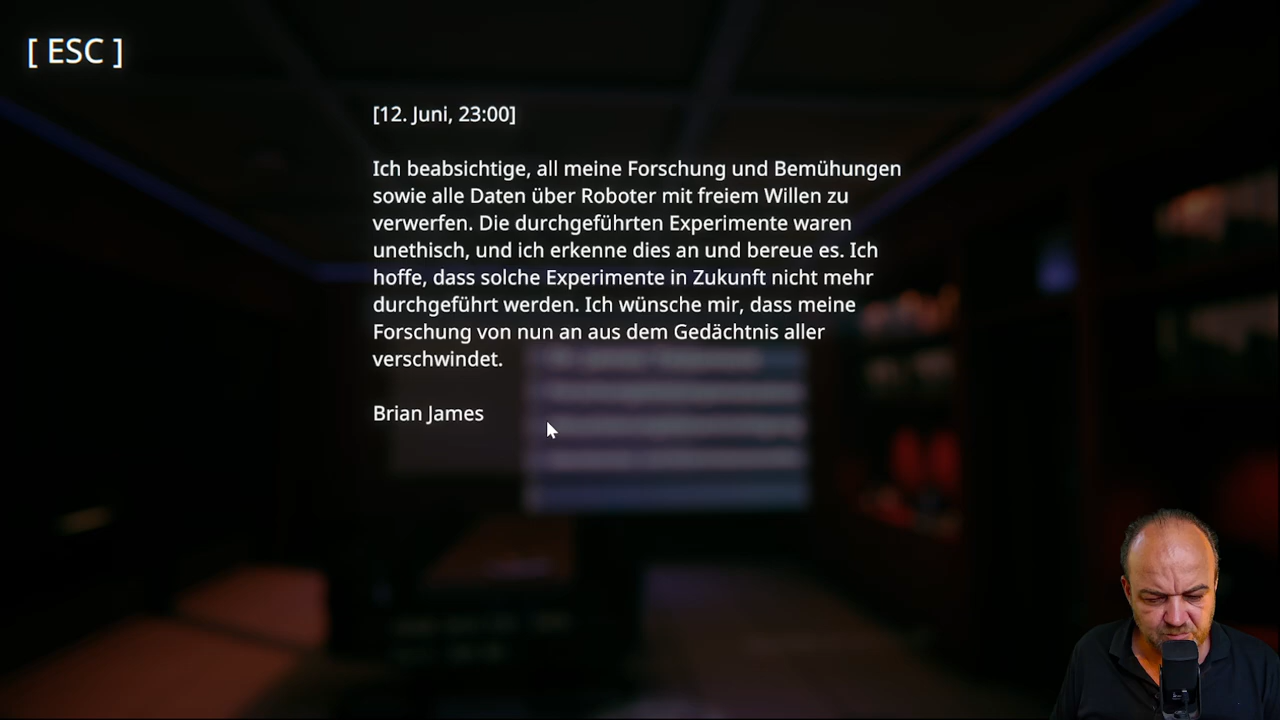 [ ESC ]
[12. Juni, 23:00]
Ich beabsichtige, all meine Forschung und Bemühungen
sowie alle Daten über Roboter mit freiem Willen zu
verwerfen. Die durchgeführten Experimente waren
unethisch, und ich erkenne dies an und bereue es. Ich
hoffe, dass solche Experimente in Zukunft nicht mehr
durchgeführt werden. Ich wünsche mir, dass meine
Forschung von nun an aus dem Gedächtnis aller
verschwindet.
Brian James